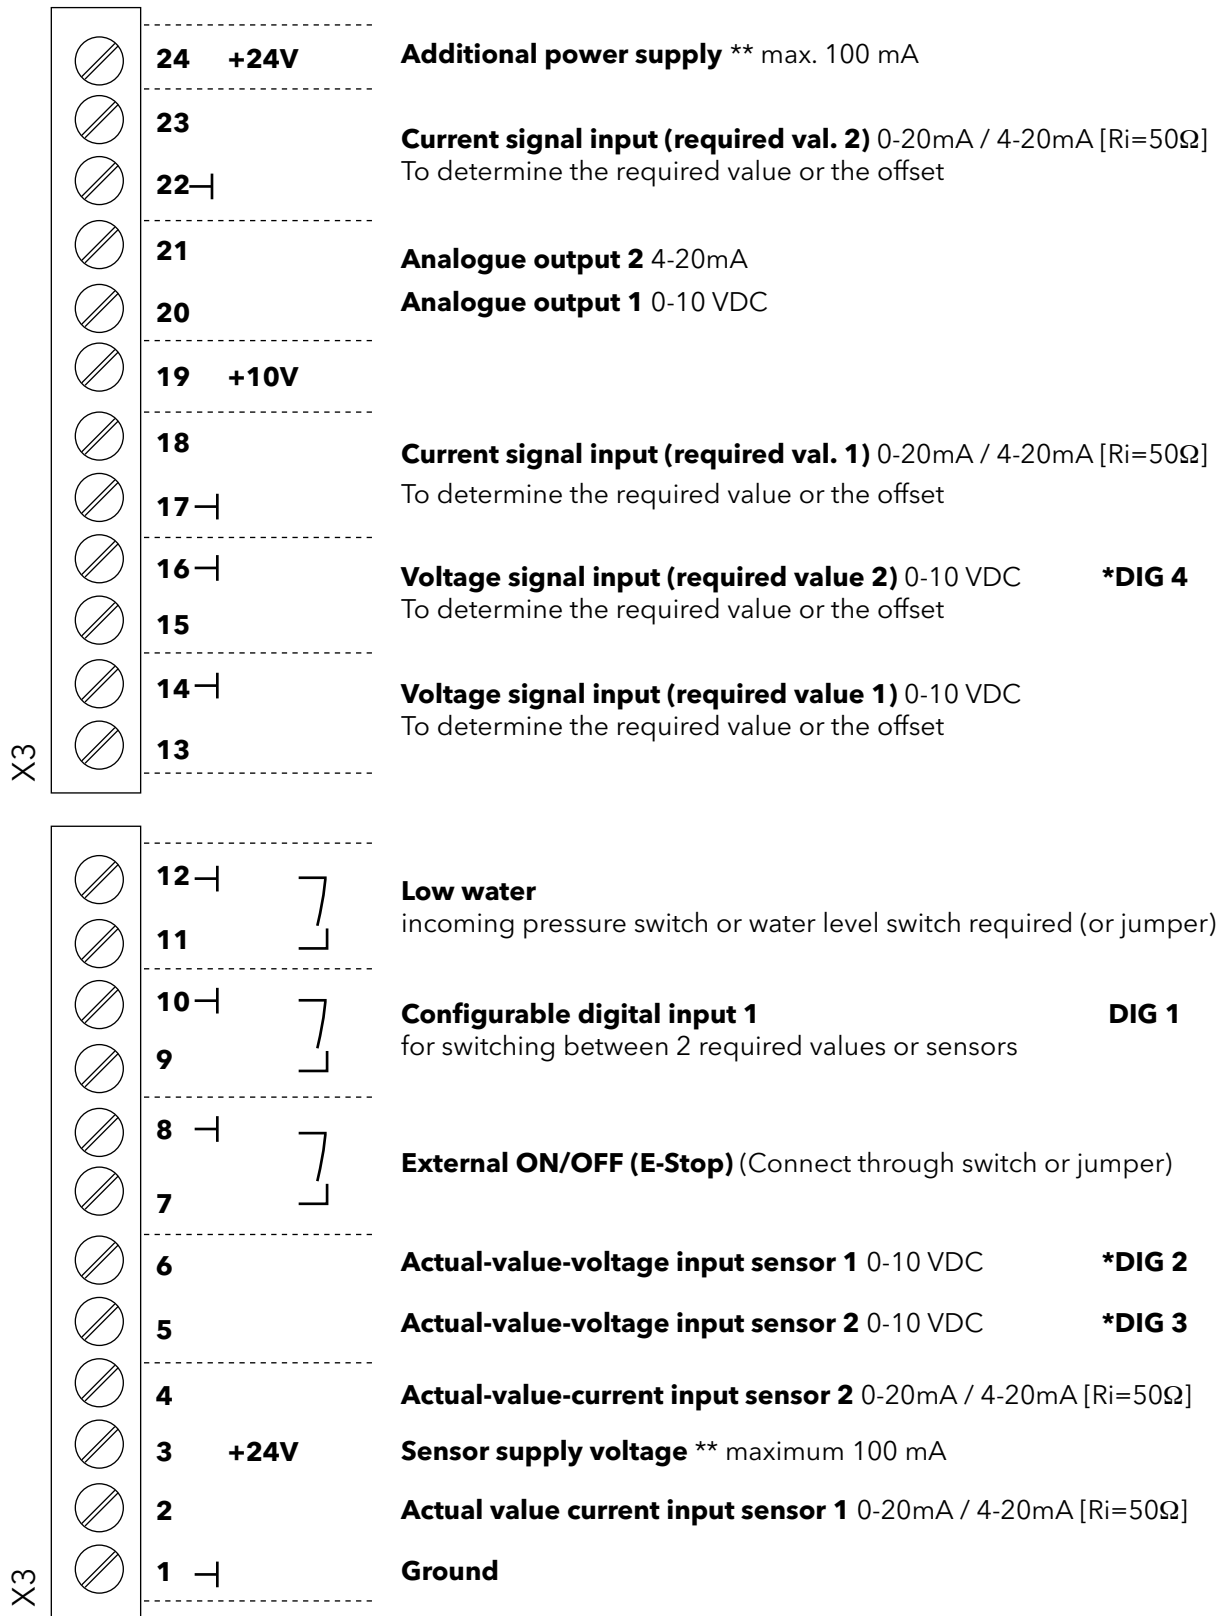 24 +24V Additional power supply ** max. 100 mA
23
Current signal input (required val. 2) 0-20mA / 4-20mA [Ri=50Ω]
To determine the required value or the offset
22
21
Analogue output 2 4-20mA
Analogue output 1 0-10 VDC
20
19 +10V
18
Current signal input (required val. 1) 0-20mA / 4-20mA [Ri=50Ω]
To determine the required value or the offset
17
16
Voltage signal input (required value 2) 0-10 VDC *DIG 4
To determine the required value or the offset
15
14
Voltage signal input (required value 1) 0-10 VDC
To determine the required value or the offset
13
X3
12
Low water
incoming pressure switch or water level switch required (or jumper)
11
10
Configurable digital input 1 DIG 1
for switching between 2 required values or sensors
9
8
External ON/OFF (E-Stop) (Connect through switch or jumper)
7
6 Actual-value-voltage input sensor 1 0-10 VDC *DIG 2
5 Actual-value-voltage input sensor 2 0-10 VDC *DIG 3
4 Actual-value-current input sensor 2 0-20mA / 4-20mA [Ri=50Ω]
3 +24V Sensor supply voltage ** maximum 100 mA
2 Actual value current input sensor 1 0-20mA / 4-20mA [Ri=50Ω]
1 Ground
X3